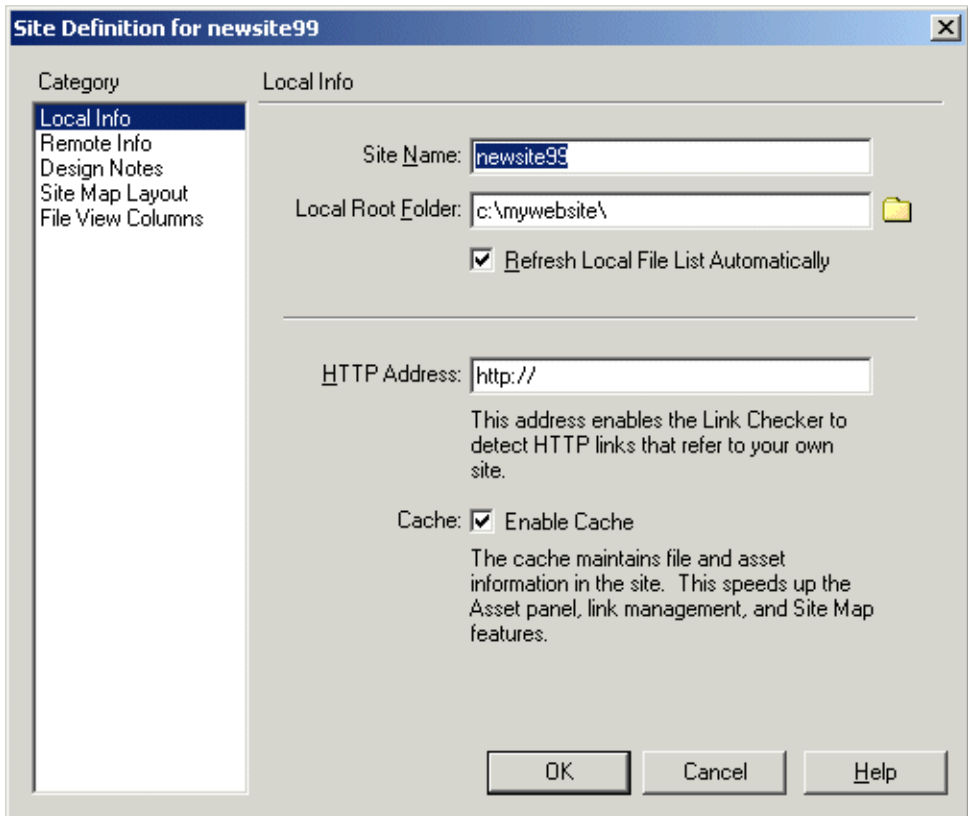 Site Definition for newsite99
Category
Local Info
Remote Info
Design Notes
Site Map Layout
File View Columns
Local Info
Site Name: newsite99
Local Root Folder: c:\mywebsite\
Refresh Local File List Automatically
HTTP Address: http://
This address enables the Link Checker to
detect HTTP links that refer to your own
site.
Cache: Enable Cache
The cache maintains file and asset
information in the site.  This speeds up the
Asset panel, link management, and Site Map
features.
OK Cancel Help